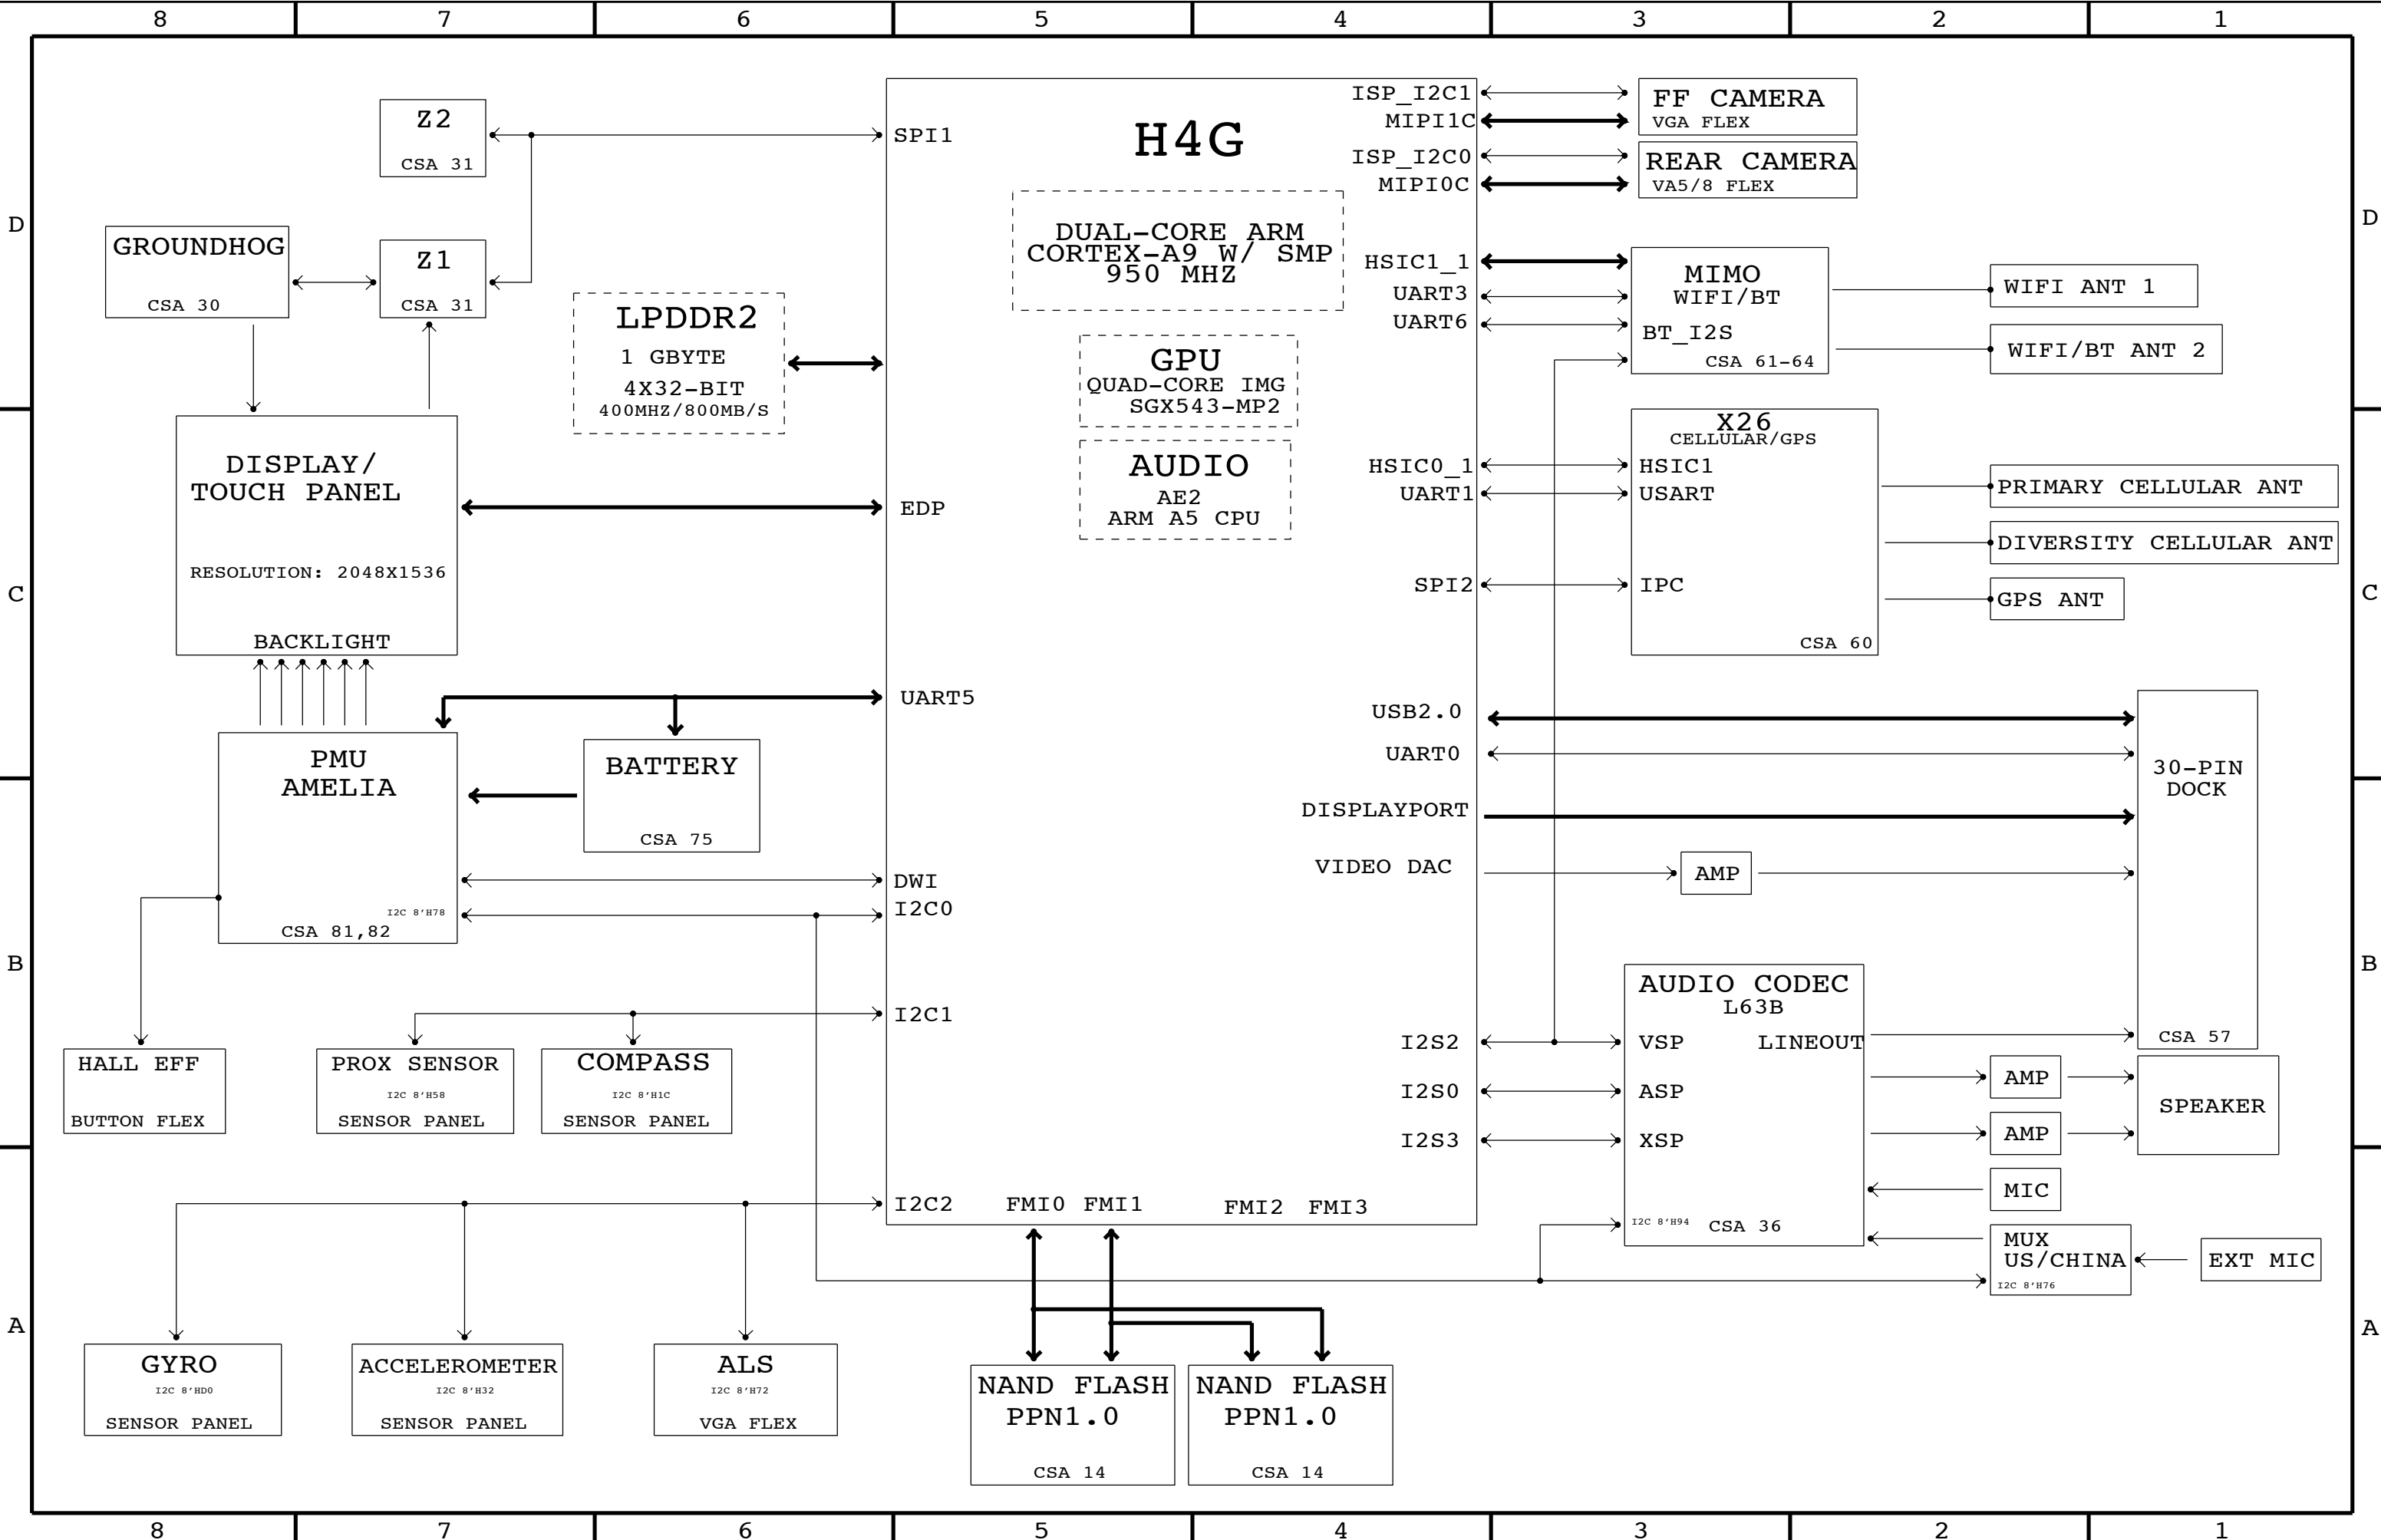 8 7 6 5 4 3 2 1
D
C
B
A
Z2
CSA 31
GROUNDHOG
CSA 30
Z1
CSA 31
LPDDR2
1 GBYTE
4X32-BIT
400MHZ/800MB/S
DISPLAY/
TOUCH PANEL
RESOLUTION: 2048X1536
BACKLIGHT
PMU
AMELIA
I2C 8'H78
CSA 81,82
BATTERY
CSA 75
HALL EFF
BUTTON FLEX
PROX SENSOR
I2C 8'H58
SENSOR PANEL
COMPASS
I2C 8'H1C
SENSOR PANEL
GYRO
I2C 8'HD0
SENSOR PANEL
ACCELEROMETER
I2C 8'H32
SENSOR PANEL
ALS
I2C 8'H72
VGA FLEX
H4G
DUAL-CORE ARM
CORTEX-A9 W/ SMP
950 MHZ
GPU
QUAD-CORE IMG
SGX543-MP2
AUDIO
AE2
ARM A5 CPU
SPI1
EDP
UART5
DWI
I2C0
I2C1
I2C2
FMI0 FMI1 FMI2 FMI3
ISP_I2C1
MIPI1C
ISP_I2C0
MIPI0C
HSIC1_1
UART3
UART6
HSIC0_1
UART1
SPI2
USB2.0
UART0
DISPLAYPORT
VIDEO DAC
I2S2
I2S0
I2S3
NAND FLASH
PPN1.0
CSA 14
NAND FLASH
PPN1.0
CSA 14
FF CAMERA
VGA FLEX
REAR CAMERA
VA5/8 FLEX
MIMO
WIFI/BT
BT_I2S
CSA 61-64
WIFI ANT 1
WIFI/BT ANT 2
X26
CELLULAR/GPS
HSIC1
USART
IPC
CSA 60
PRIMARY CELLULAR ANT
DIVERSITY CELLULAR ANT
GPS ANT
30-PIN
DOCK
CSA 57
AMP
AUDIO CODEC
L63B
VSP LINEOUT
ASP
XSP
I2C 8'H94 CSA 36
AMP
AMP
SPEAKER
MIC
MUX
US/CHINA
I2C 8'H76
EXT MIC
D
C
B
A
8 7 6 5 4 3 2 1